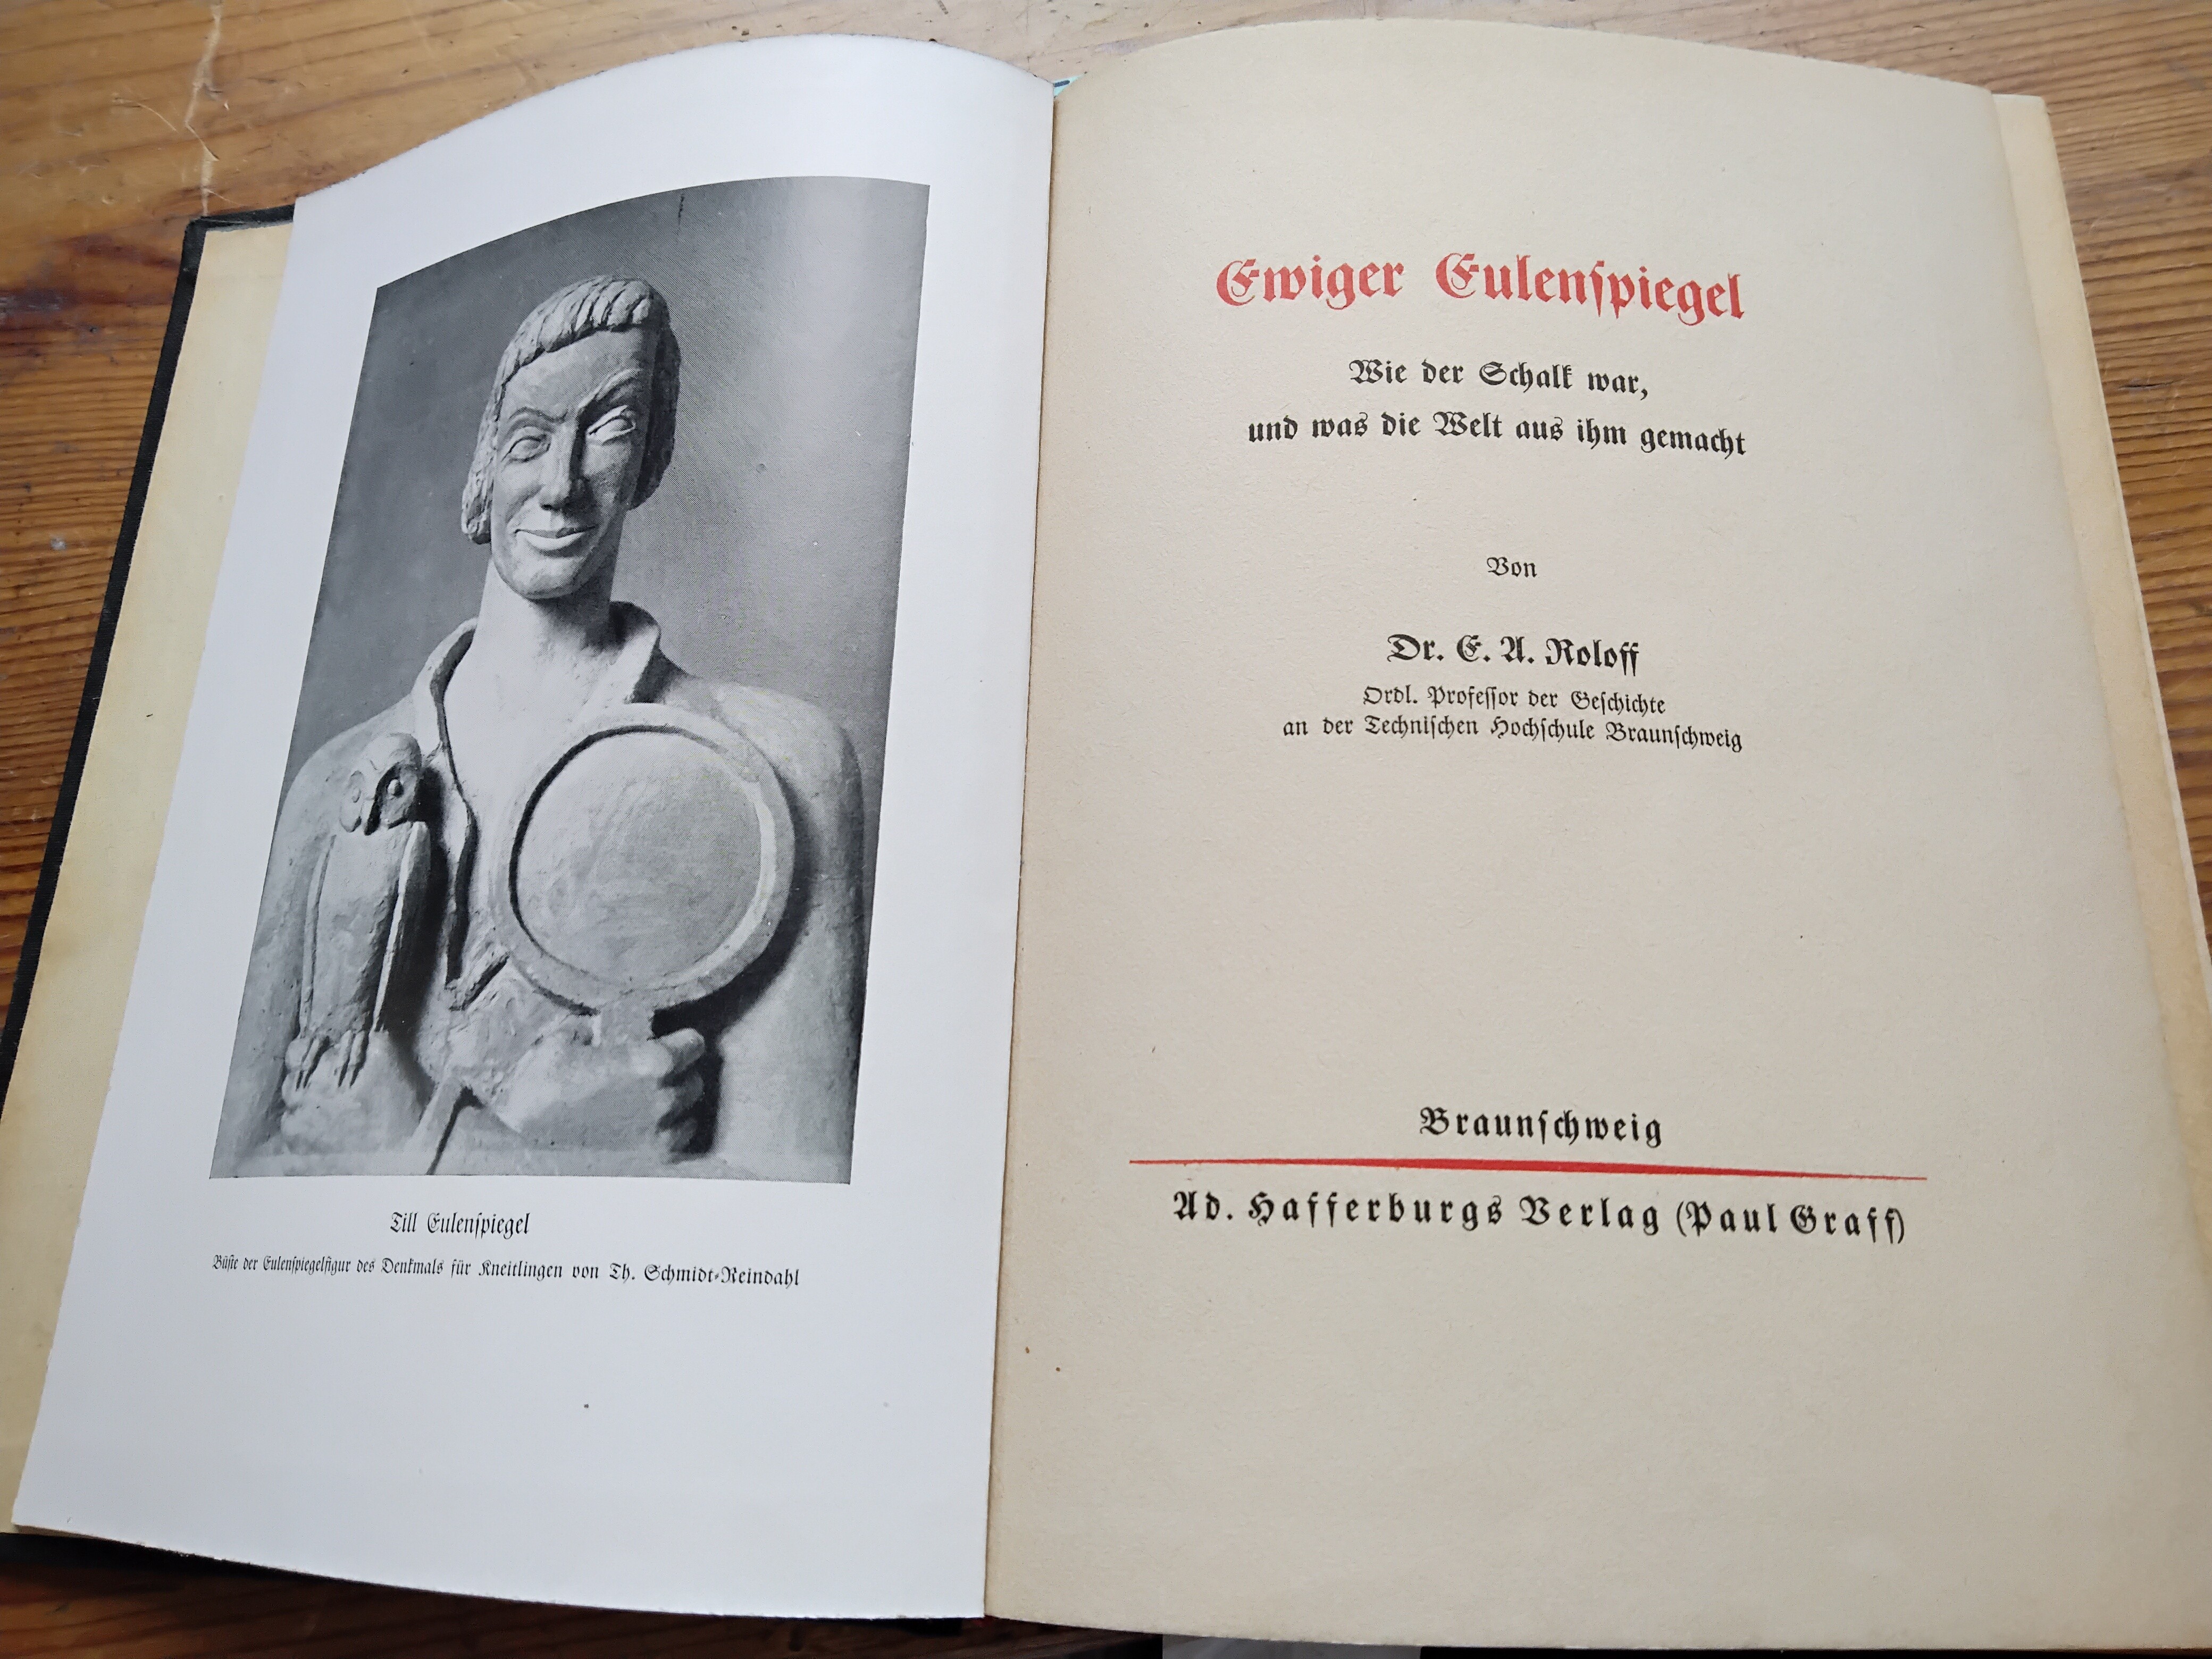 Till Eulenſpiegel
Büſte der Eulenſpiegelfigur des Denkmals für Kneitlingen von Th. Schmidt-Reindahl
Ewiger Eulenſpiegel
Wie der Schalk war,
und was die Welt aus ihm gemacht
Von
Dr. E. A. Roloff
Ordl. Profeſſor der Geſchichte
an der Techniſchen Hochſchule Braunſchweig
Braunſchweig
Ad. Hafferburgs Verlag (Paul Graff)